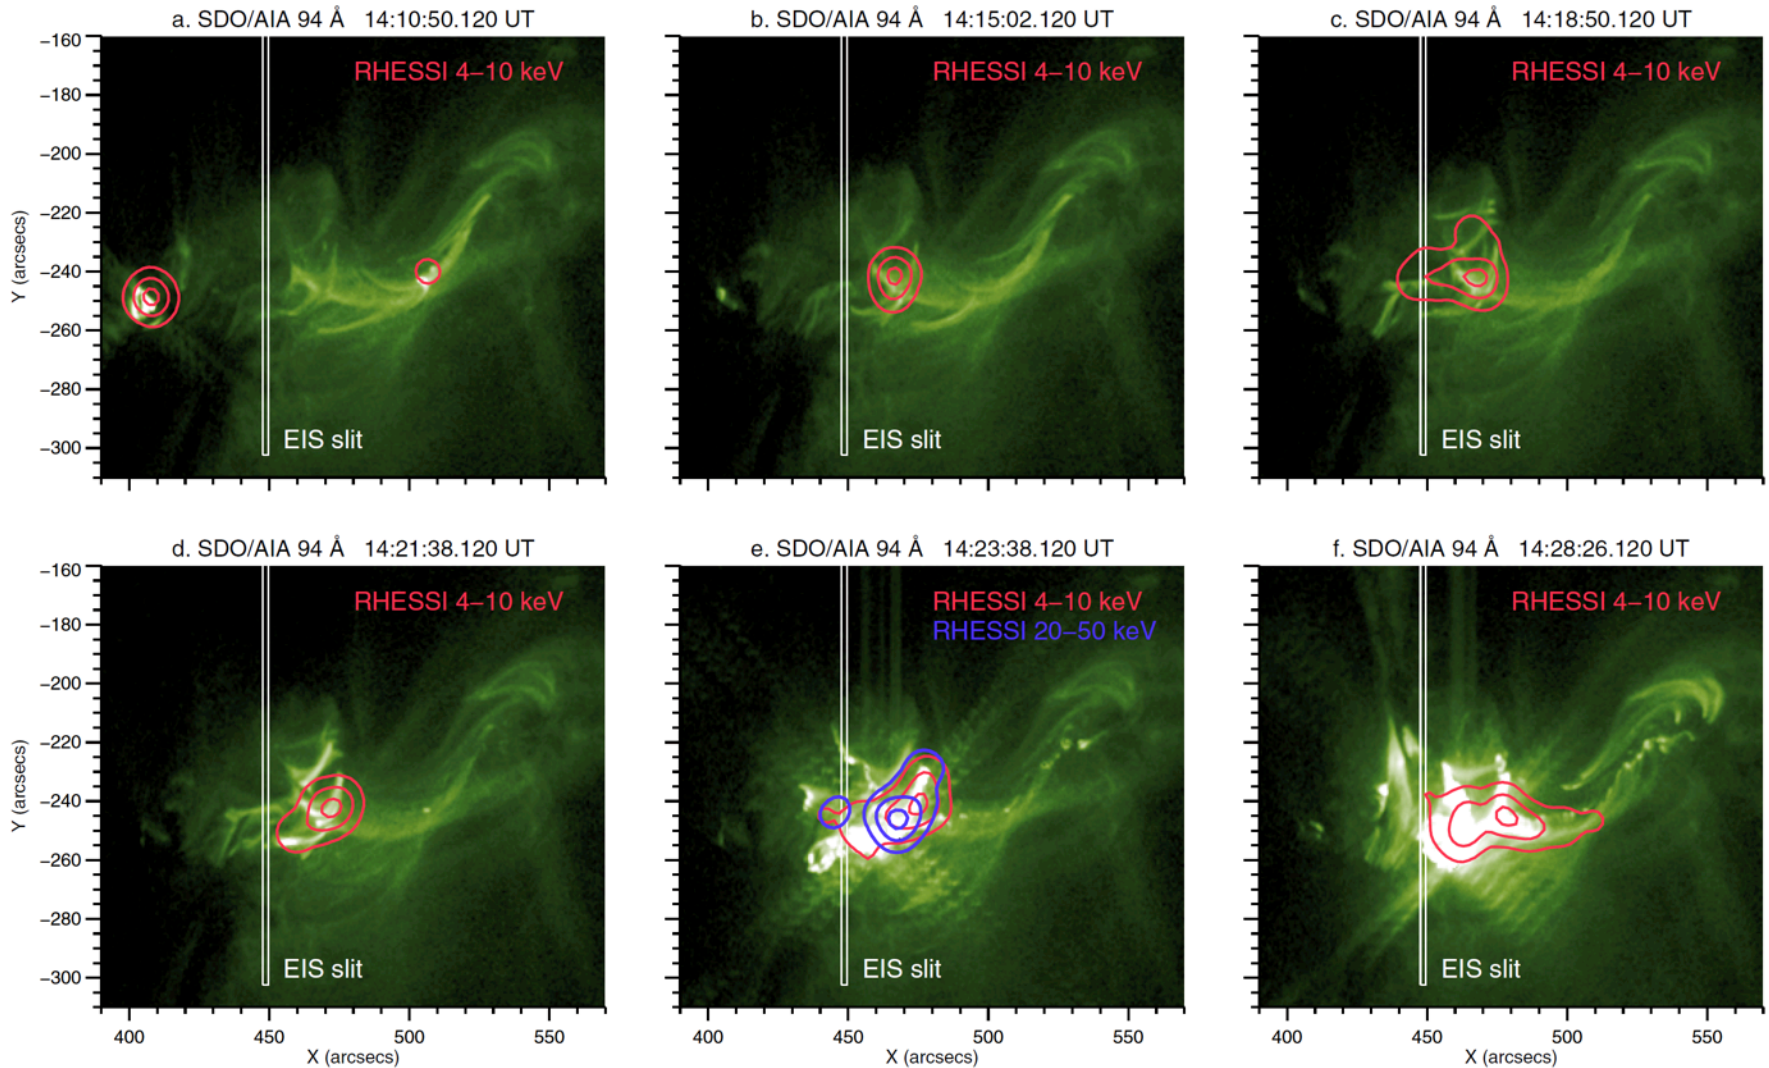 a. SDO/AIA 94 Å 14:10:50.120 UT
RHESSI 4–10 keV
EIS slit
−160
−180
−200
−220
−240
−260
−280
−300
Y (arcsecs)
b. SDO/AIA 94 Å 14:15:02.120 UT
RHESSI 4–10 keV
EIS slit
c. SDO/AIA 94 Å 14:18:50.120 UT
RHESSI 4–10 keV
EIS slit
d. SDO/AIA 94 Å 14:21:38.120 UT
RHESSI 4–10 keV
EIS slit
−160
−180
−200
−220
−240
−260
−280
−300
Y (arcsecs)
400 450 500 550
X (arcsecs)
e. SDO/AIA 94 Å 14:23:38.120 UT
RHESSI 4–10 keV
RHESSI 20–50 keV
EIS slit
400 450 500 550
X (arcsecs)
f. SDO/AIA 94 Å 14:28:26.120 UT
RHESSI 4–10 keV
EIS slit
400 450 500 550
X (arcsecs)